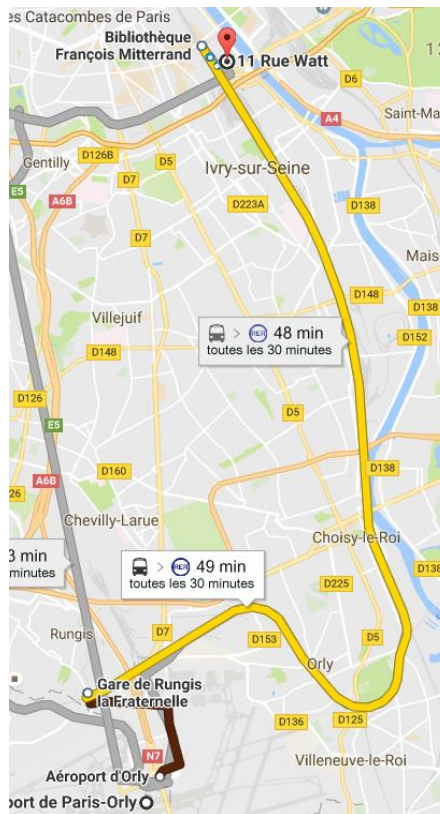 es Catacombes de Paris
Bibliothèque
François Mitterrand
11 Rue Watt
12
D6
A4
Saint-Ma
D126B
D5
Gentilly
D7
Ivry-sur-Seine
E5
A6B
D223A
D138
D7
Mais
D148
D138
Villejuif
RER 48 min
toutes les 30 minutes
D152
D148
D126
E5
D5
A6B
D160
D138
Chevilly-Larue
Choisy-le-Roi
3 min
minutes
RER 49 min
toutes les 30 minutes
D225
D138
Rungis
D7
D153
D5
Orly
Gare de Rungis
la Fraternelle
D136
D125
N7
Villeneuve-le-Roi
Aéroport d'Orly
port de Paris-Orly